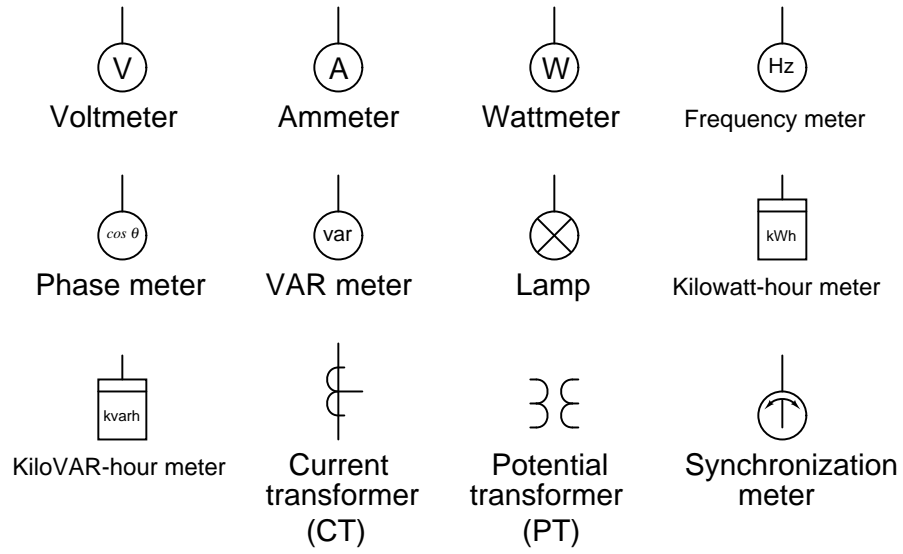 V
A
W
Hz
Voltmeter
Ammeter
Wattmeter
Frequency meter
cos θ
var
kWh
Phase meter
VAR meter
Lamp
Kilowatt-hour meter
kvarh
KiloVAR-hour meter
Current
transformer
(CT)
Potential
transformer
(PT)
Synchronization
meter